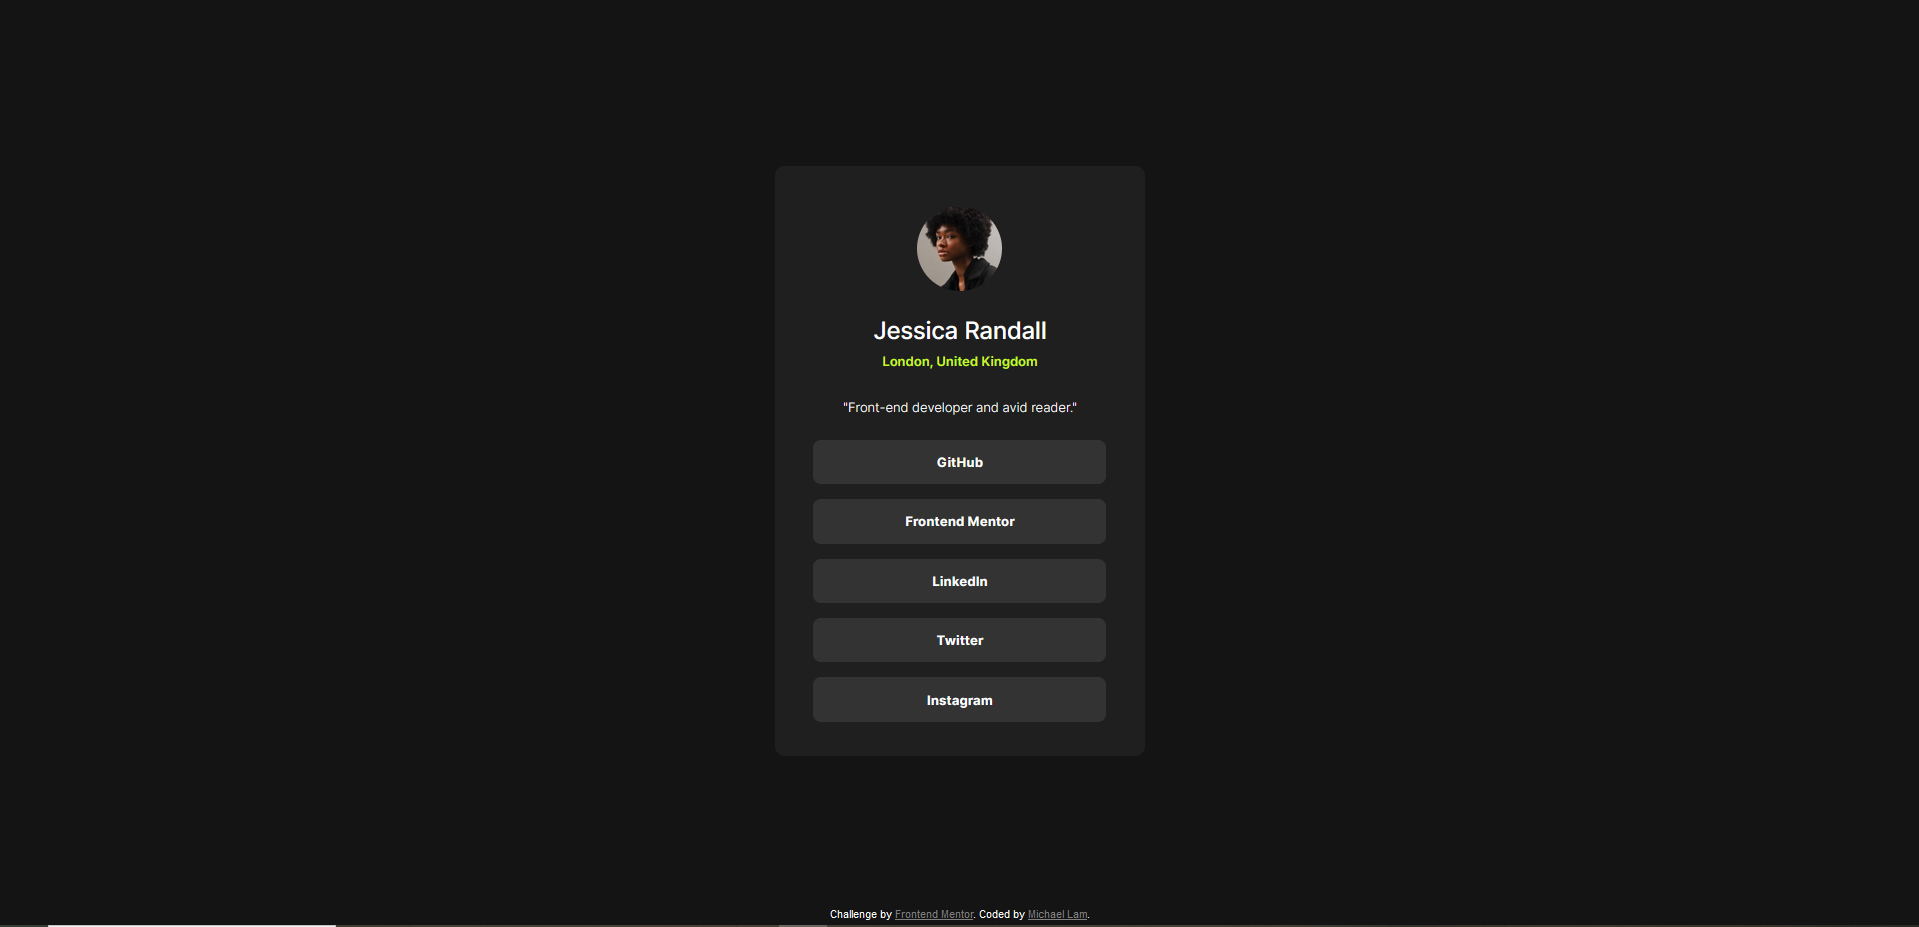 Jessica Randall
London, United Kingdom
"Front-end developer and avid reader."
GitHub
Frontend Mentor
LinkedIn
Twitter
Instagram
Challenge by Frontend Mentor. Coded by Michael Lam.